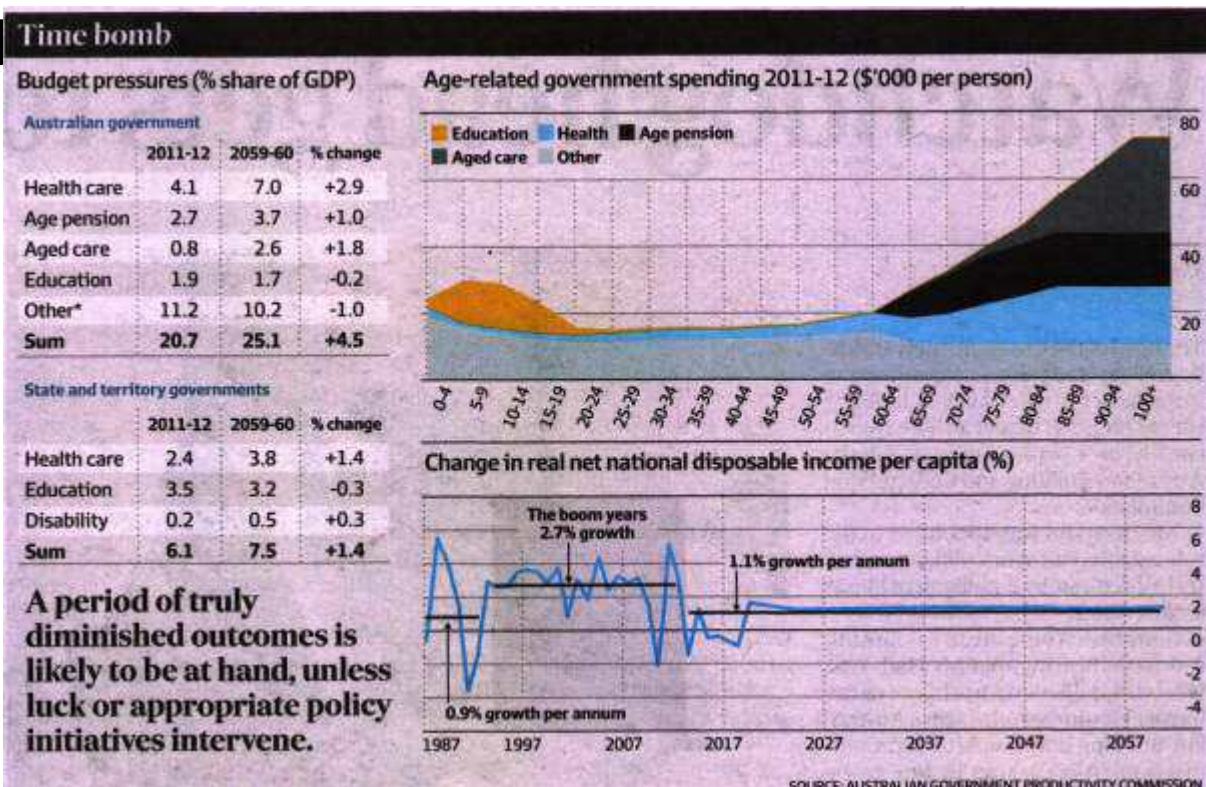 Time bomb
Budget pressures (% share of GDP)
Australian government
2011-12 2059-60 % change
Health care 4.1 7.0 +2.9
Age pension 2.7 3.7 +1.0
Aged care 0.8 2.6 +1.8
Education 1.9 1.7 -0.2
Other* 11.2 10.2 -1.0
Sum 20.7 25.1 +4.5
State and territory governments
2011-12 2059-60 % change
Health care 2.4 3.8 +1.4
Education 3.5 3.2 -0.3
Disability 0.2 0.5 +0.3
Sum 6.1 7.5 +1.4
A period of truly
diminished outcomes is
likely to be at hand, unless
luck or appropriate policy
initiatives intervene.
Age-related government spending 2011-12 ($'000 per person)
Education Health Age pension
Aged care Other
80
60
40
20
0-4 5-9 10-14 15-19 20-24 25-29 30-34 35-39 40-44 45-49 50-54 55-59 60-64 65-69 70-74 75-79 80-84 85-89 90-94 100+
Change in real net national disposable income per capita (%)
8
6
4
2
0
-2
-4
The boom years
2.7% growth
1.1% growth per annum
0.9% growth per annum
1987 1997 2007 2017 2027 2037 2047 2057
SOURCE: AUSTRALIAN GOVERNMENT PRODUCTIVITY COMMISSION